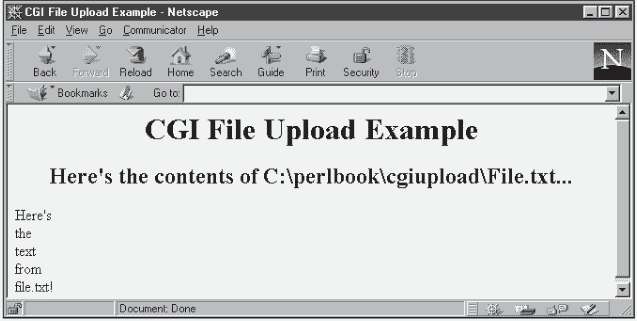 CGI File Upload Example - Netscape
File Edit View Go Communicator Help
Back Forward Reload Home Search Guide Print Security Stop
N
Bookmarks Go to:
CGI File Upload Example
Here's the contents of C:\perlbook\cgiupload\File.txt...
Here's
the
text
from
file.txt!
Document: Done